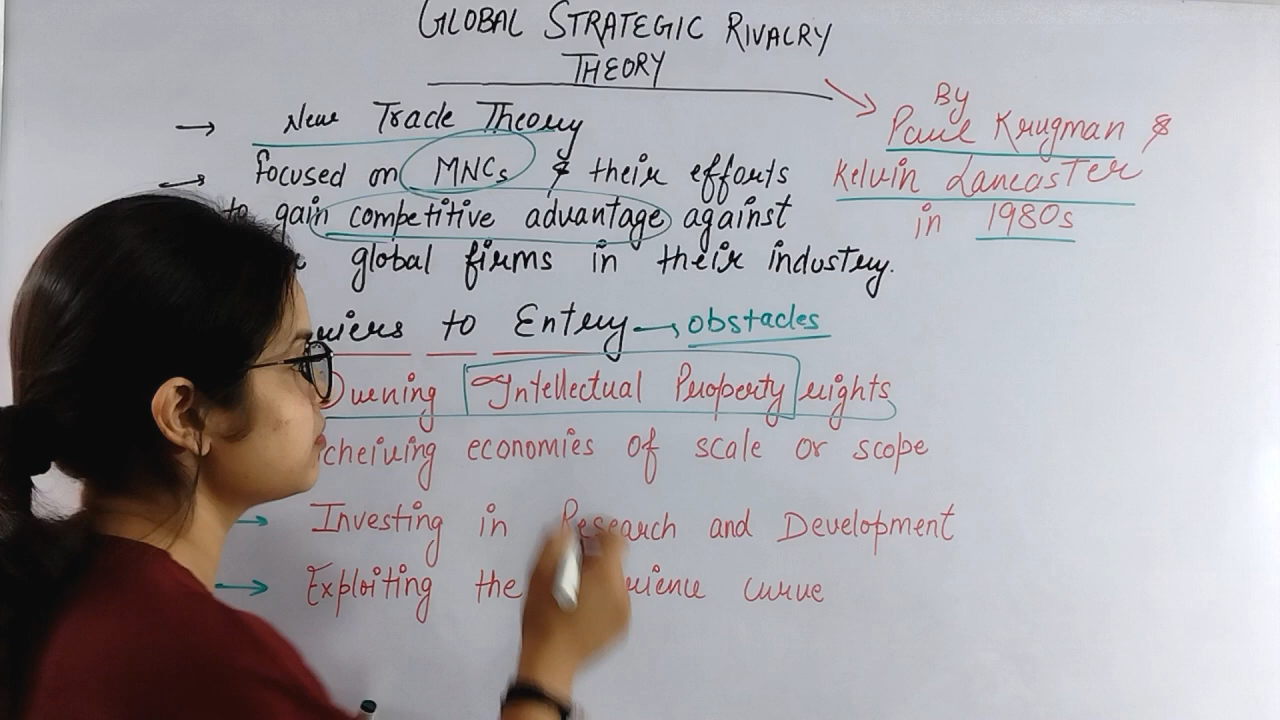 GLOBAL STRATEGIC RIVALRY
THEORY
→ New Trade Theory
→ focused on MNCs & their efforts
to gain competitive advantage against
global firms in their industry.
By
Paul Krugman &
Kelvin Lancaster
in 1980s
to Entry → obstacles
Owning Intellectual Property rights
economies of scale or scope
→ Investing in Research and Development
→ Exploiting the curve